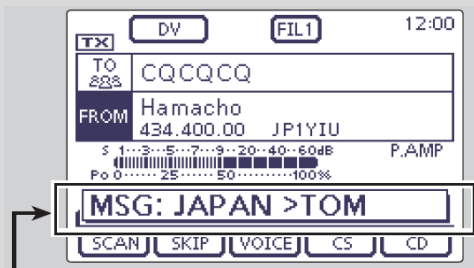 DV FIL1 12:00
TX
TO CQCQCQ
FROM Hamacho
434.400.00 JP1YIU
S 1···3···5···7···9··20··40··60dB P.AMP
Po 0······25······50············100%
MSG: JAPAN >TOM
SCAN SKIP VOICE CS CD